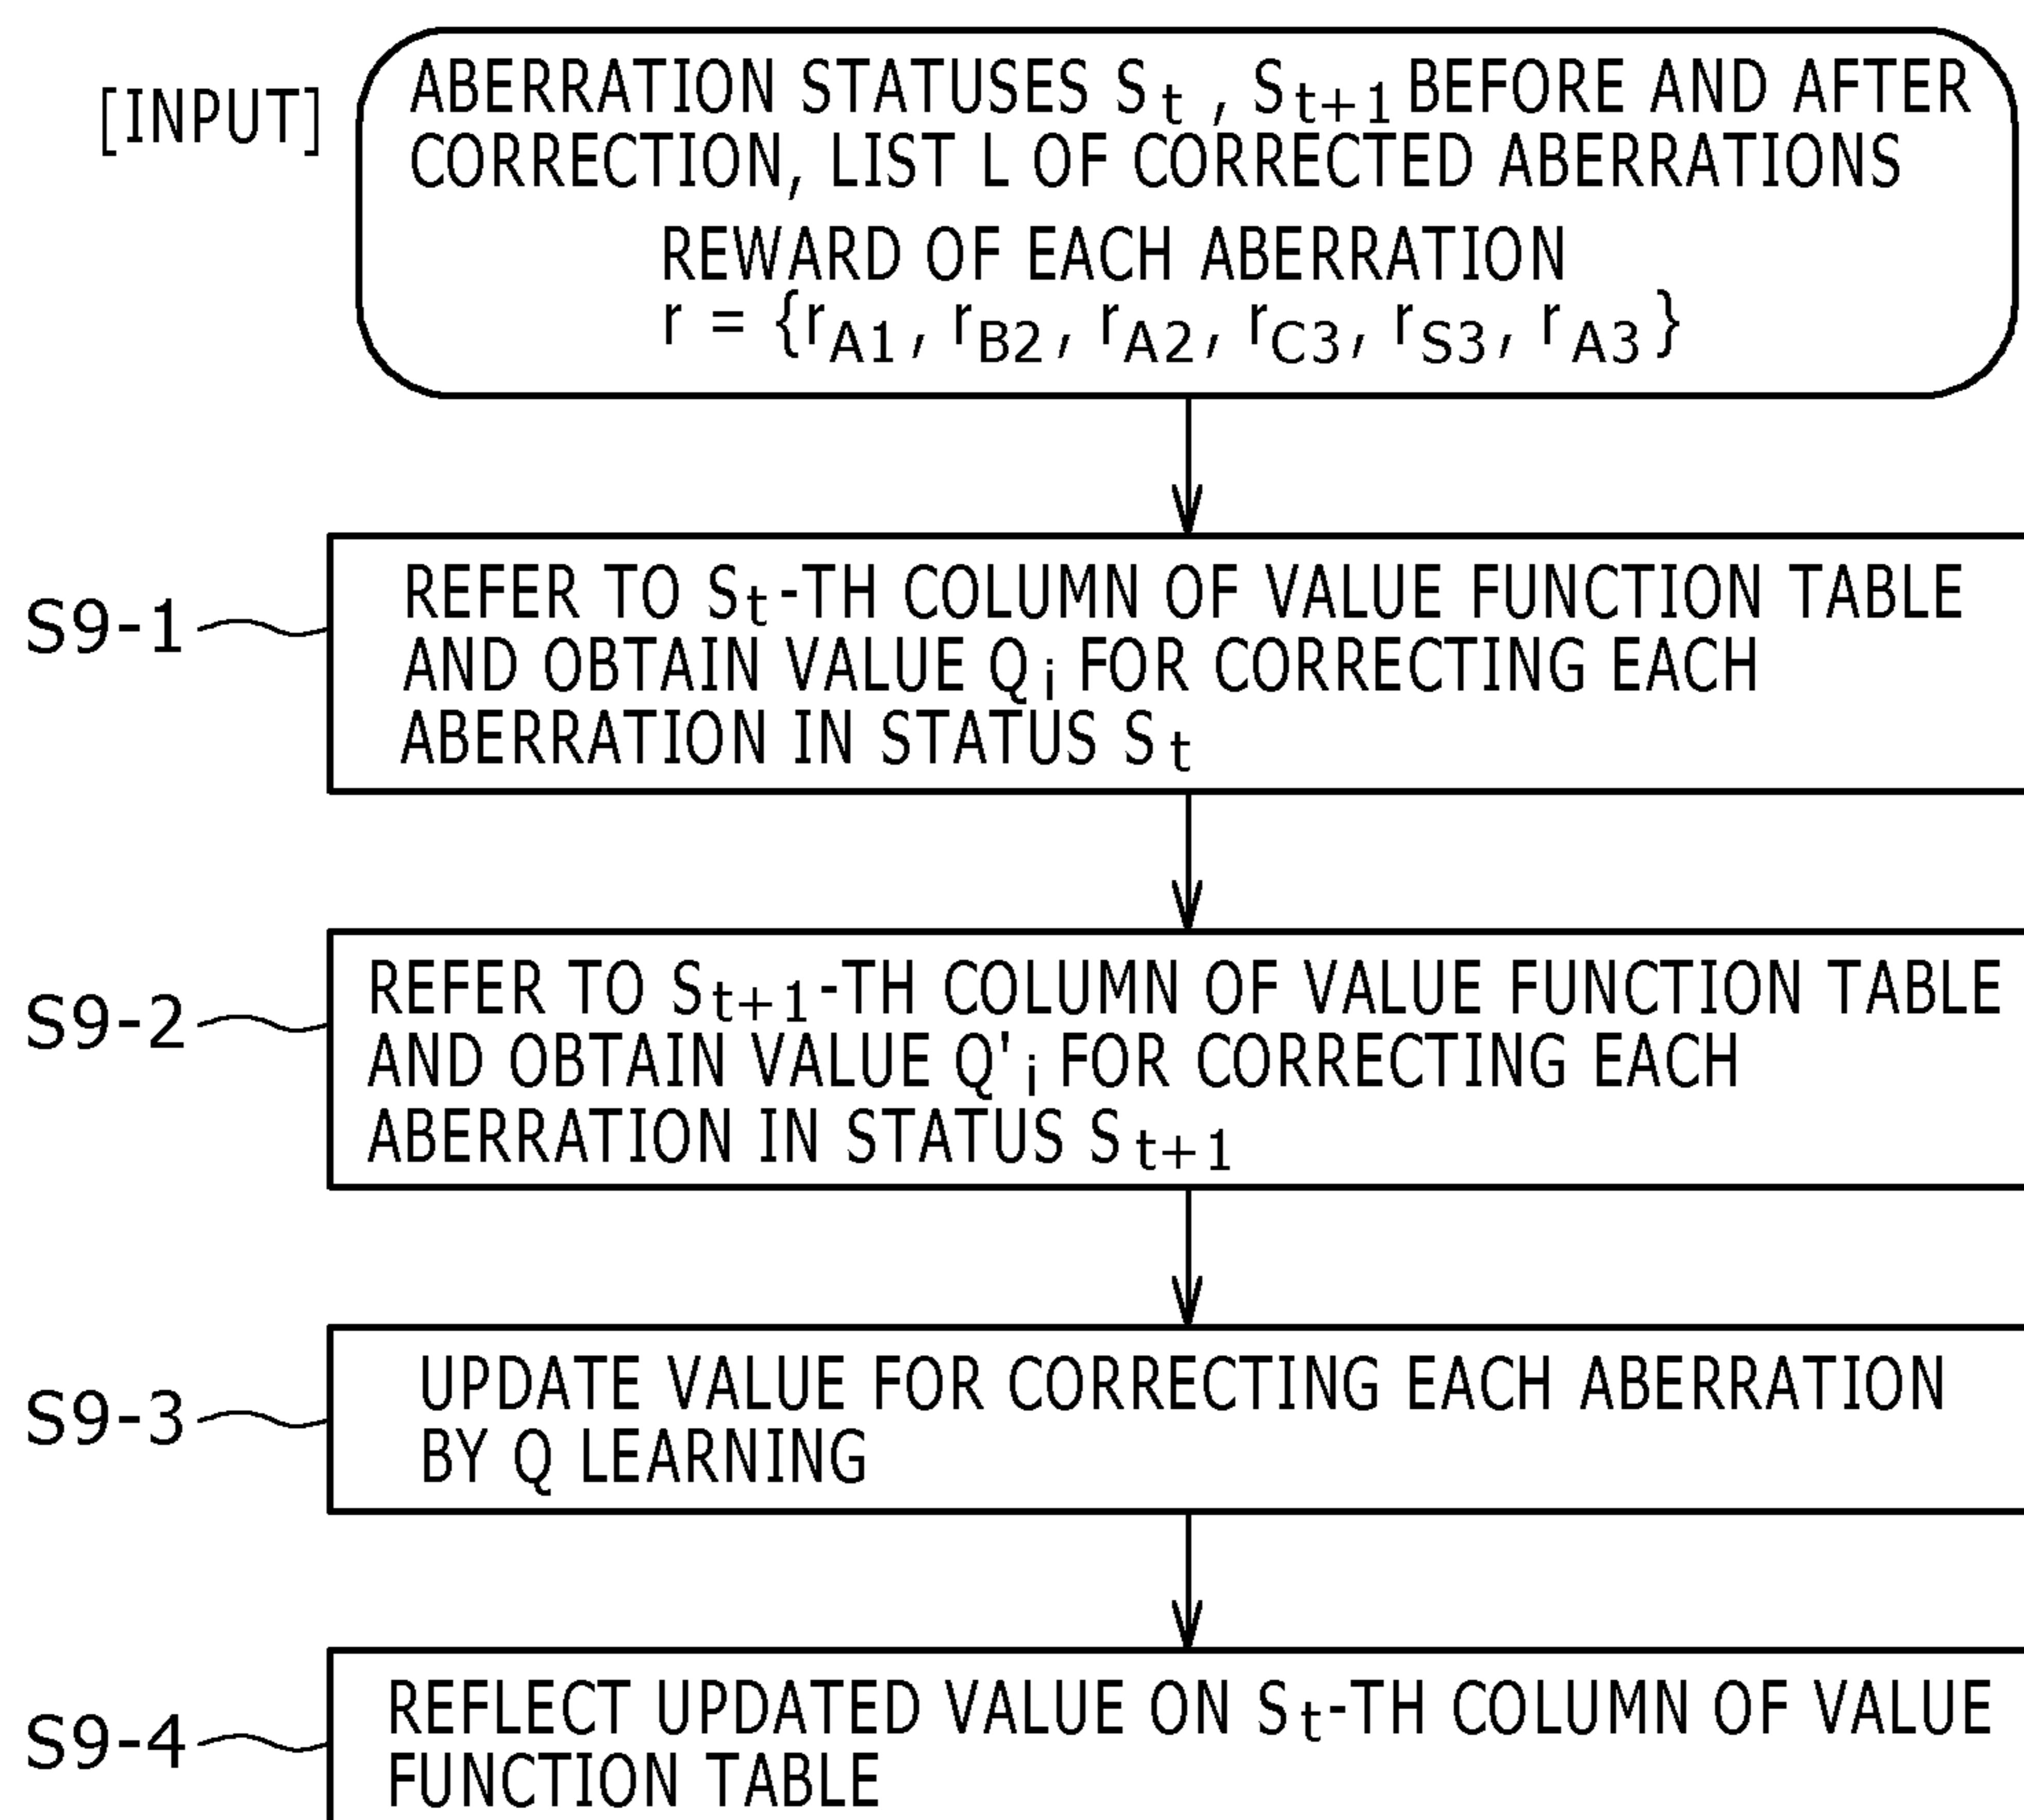 [INPUT]
ABERRATION STATUSES St , St+1 BEFORE AND AFTER
CORRECTION, LIST L OF CORRECTED ABERRATIONS
REWARD OF EACH ABERRATION
r = {rA1, rB2, rA2, rC3, rS3, rA3}
S9-1
REFER TO St-TH COLUMN OF VALUE FUNCTION TABLE
AND OBTAIN VALUE Qi FOR CORRECTING EACH
ABERRATION IN STATUS St
S9-2
REFER TO St+1-TH COLUMN OF VALUE FUNCTION TABLE
AND OBTAIN VALUE Q'i FOR CORRECTING EACH
ABERRATION IN STATUS St+1
S9-3
UPDATE VALUE FOR CORRECTING EACH ABERRATION
BY Q LEARNING
S9-4
REFLECT UPDATED VALUE ON St-TH COLUMN OF VALUE
FUNCTION TABLE